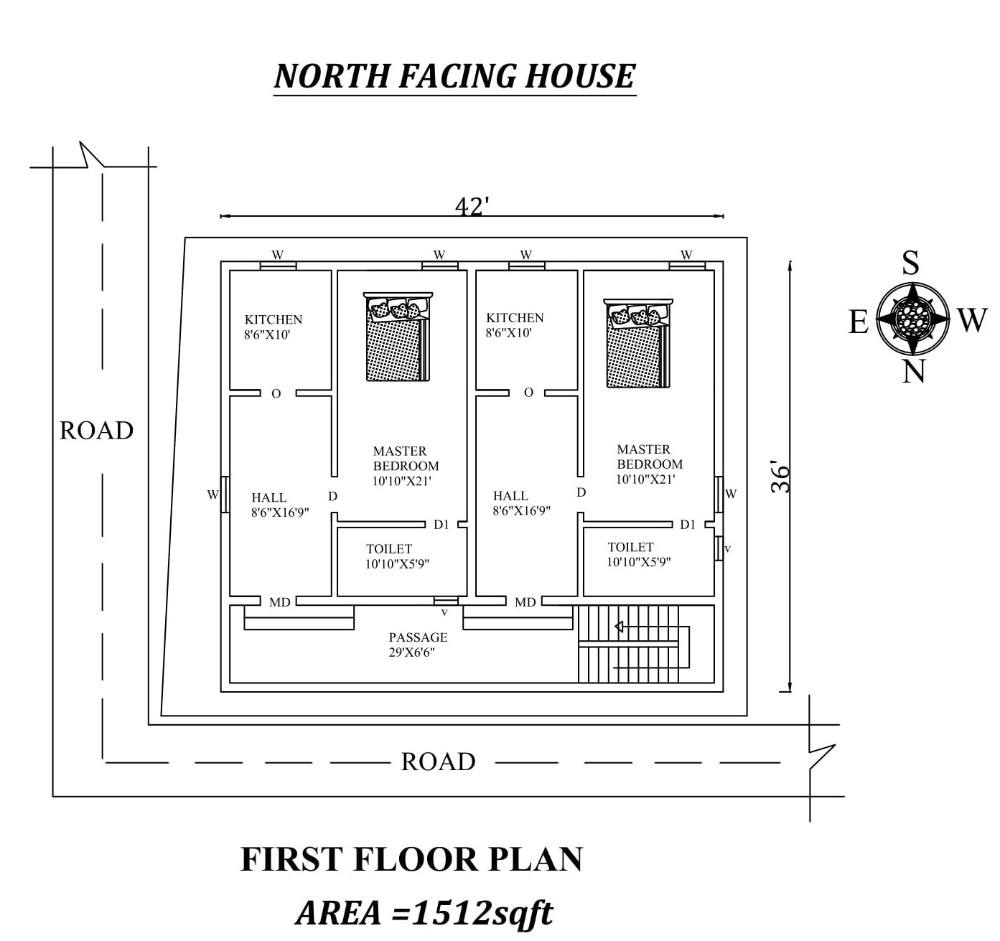 NORTH FACING HOUSE
42'
W
W
W
W
S
E
W
N
KITCHEN
8'6"X10'
KITCHEN
8'6"X10'
O
O
ROAD
MASTER
BEDROOM
10'10"X21'
MASTER
BEDROOM
10'10"X21'
36'
W
HALL
8'6"X16'9"
D
HALL
8'6"X16'9"
D
W
D1
D1
TOILET
10'10"X5'9"
TOILET
10'10"X5'9"
v
MD
MD
v
PASSAGE
29'X6'6"
ROAD
FIRST FLOOR PLAN
AREA =1512sqft